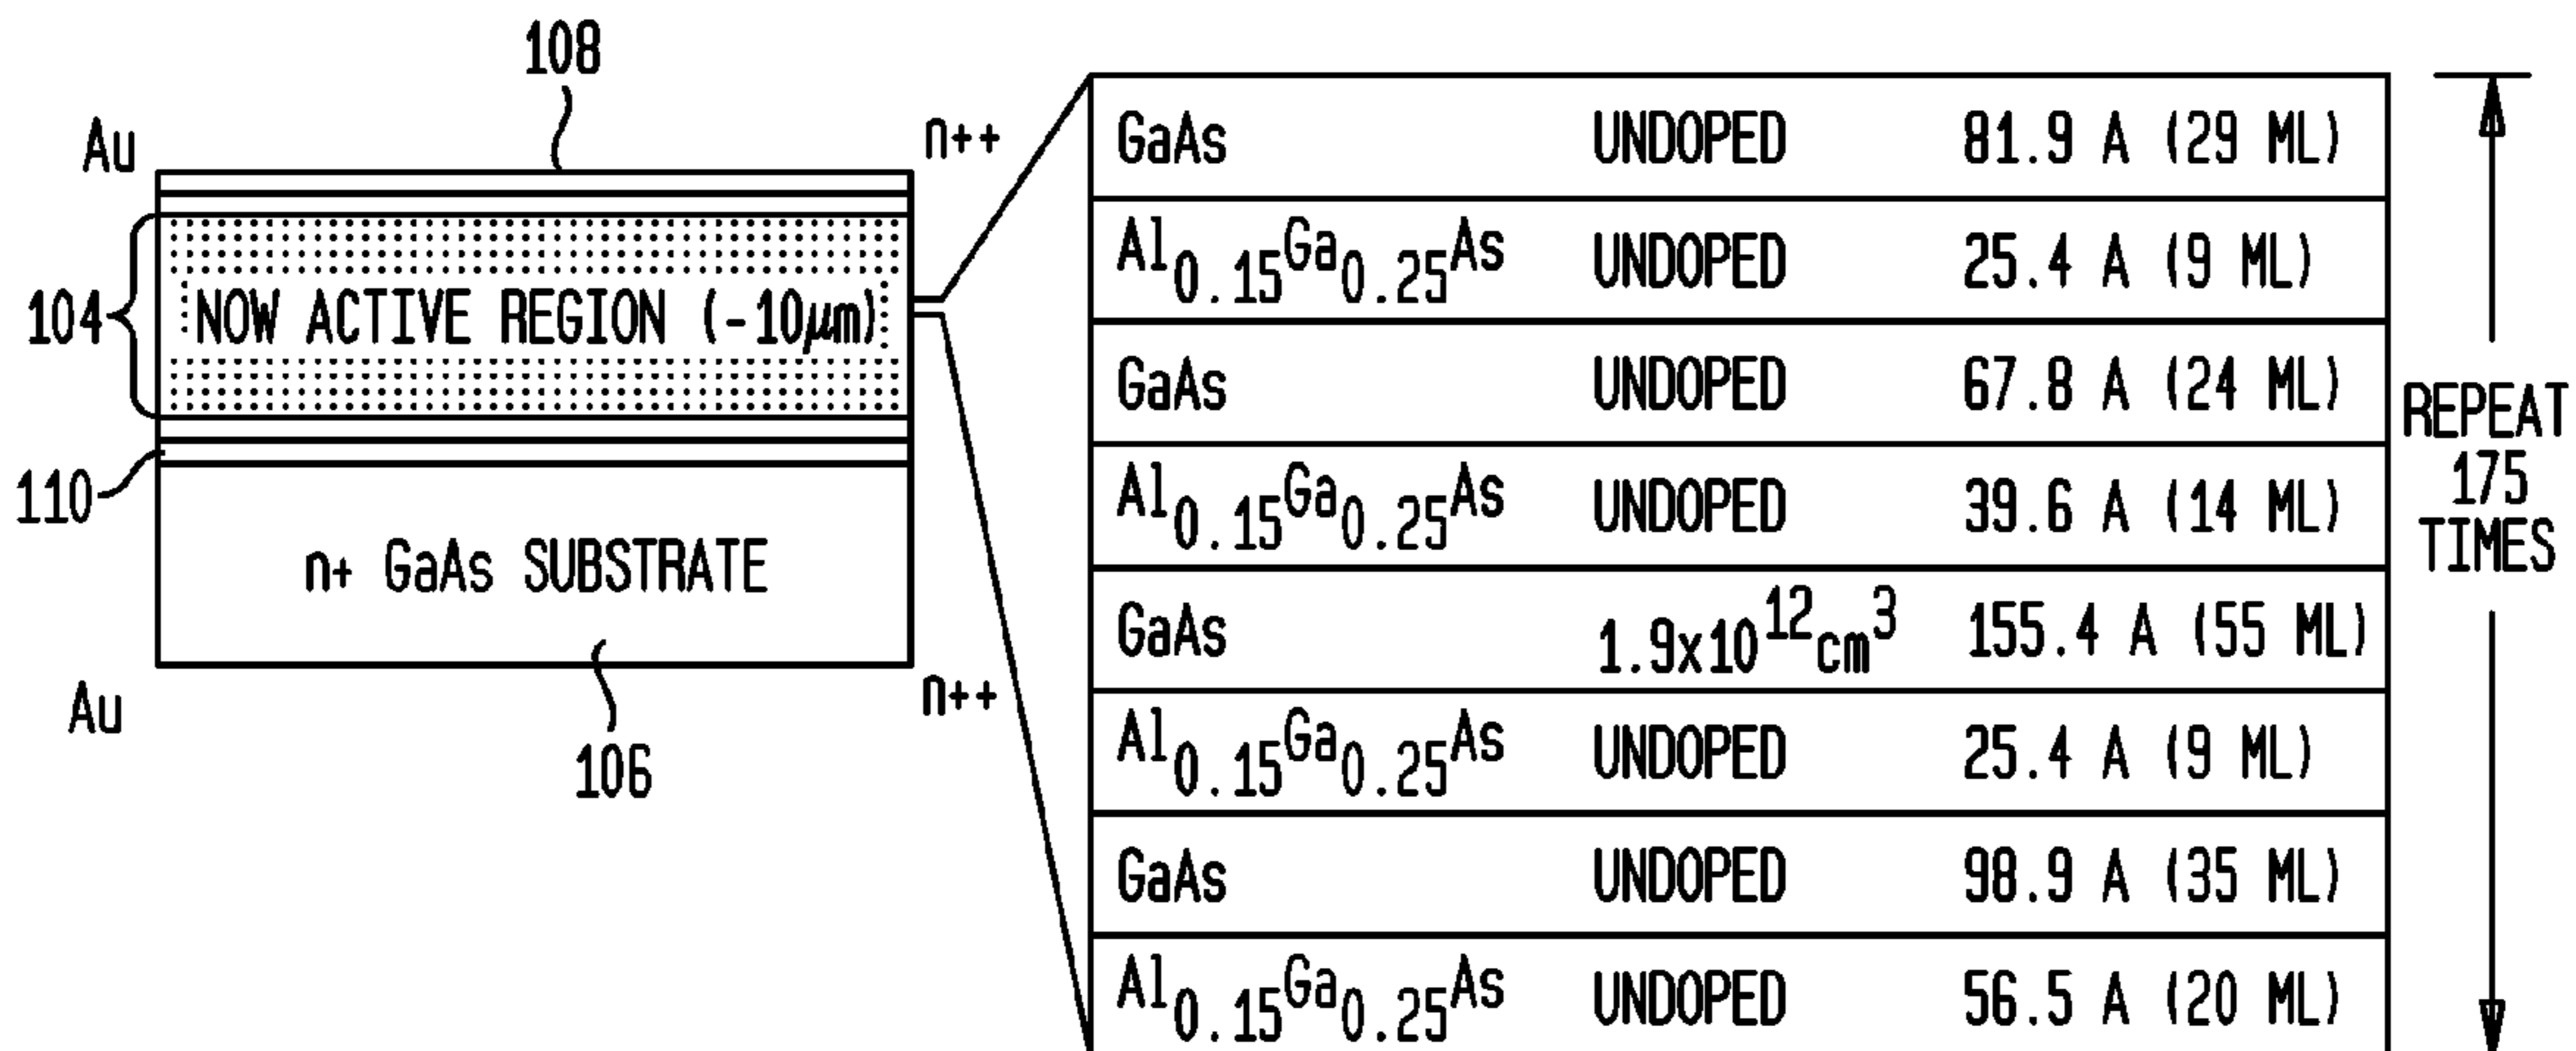 108
Au
n++
104
NOW ACTIVE REGION (-10μm)
110
n+ GaAs SUBSTRATE
Au
n++
106
GaAs UNDOPED 81.9 A (29 ML)
Al0.15Ga0.25As UNDOPED 25.4 A (9 ML)
GaAs UNDOPED 67.8 A (24 ML)
Al0.15Ga0.25As UNDOPED 39.6 A (14 ML)
GaAs 1.9x10^12cm^3 155.4 A (55 ML)
Al0.15Ga0.25As UNDOPED 25.4 A (9 ML)
GaAs UNDOPED 98.9 A (35 ML)
Al0.15Ga0.25As UNDOPED 56.5 A (20 ML)
REPEAT
175
TIMES